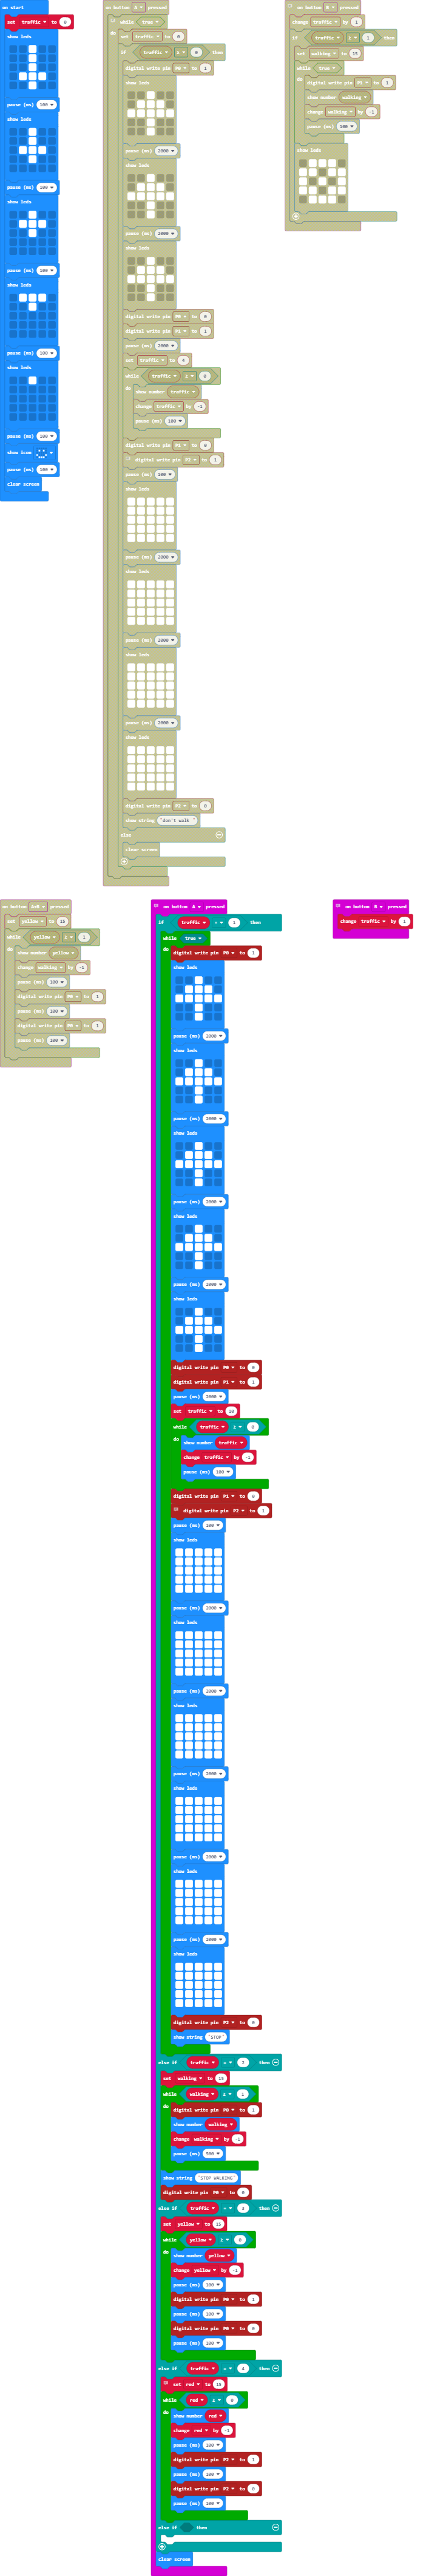 on start
set traffic to 0
show leds
pause (ms) 100
show leds
pause (ms) 100
show leds
pause (ms) 100
show leds
pause (ms) 100
show leds
pause (ms) 100
show icon
pause (ms) 100
clear screen
on button A pressed
while true
do set traffic to 0
if traffic ≥ 0 then
digital write pin P0 to 1
show leds
pause (ms) 2000
show leds
pause (ms) 2000
show leds
digital write pin P0 to 0
digital write pin P1 to 1
pause (ms) 2000
set traffic to 4
while traffic ≥ 0
do show number traffic
change traffic by -1
pause (ms) 100
digital write pin P1 to 0
digital write pin P2 to 1
pause (ms) 100
show leds
pause (ms) 2000
show leds
pause (ms) 2000
show leds
pause (ms) 2000
show leds
digital write pin P2 to 0
show string "don't walk"
else
clear screen
on button B pressed
change traffic by 1
if traffic ≥ 1 then
set walking to 15
while true
do digital write pin to 1
show number walking
change walking by -1
pause (ms) 100
show leds
on button A+B pressed
set yellow to 15
while yellow ≥ 1
do show number yellow
change walking by -1
pause (ms) 100
digital write pin P0 to 1
pause (ms) 100
digital write pin P0 to 1
pause (ms) 100
on button A pressed
if traffic = 1 then
while true
do digital write pin P0 to 1
show leds
pause (ms) 2000
show leds
pause (ms) 2000
show leds
pause (ms) 2000
show leds
pause (ms) 2000
show leds
digital write pin P0 to 0
digital write pin P1 to 1
pause (ms) 2000
set traffic to 10
while traffic ≥ 0
do show number traffic
change traffic by -1
pause (ms) 100
digital write pin P1 to 0
digital write pin P2 to 1
pause (ms) 100
show leds
pause (ms) 2000
show leds
pause (ms) 2000
show leds
pause (ms) 2000
show leds
pause (ms) 2000
show leds
pause (ms) 2000
show leds
digital write pin P2 to 0
show string "STOP"
else if traffic = 2 then
set walking to 15
while walking ≥ 1
do digital write pin P0 to 1
show number walking
change walking by -1
pause (ms) 500
show string "STOP WALKING"
digital write pin P0 to 0
else if traffic = 3 then
set yellow to 15
while yellow ≥ 0
do show number yellow
change yellow by -1
pause (ms) 100
digital write pin P0 to 1
pause (ms) 100
digital write pin P0 to 0
pause (ms) 100
else if traffic = 4 then
set red to 15
while red ≥ 0
do show number red
change red by -1
pause (ms) 100
digital write pin P2 to 1
pause (ms) 100
digital write pin P2 to 0
pause (ms) 100
else if then
clear screen
on button B pressed
change traffic by 1